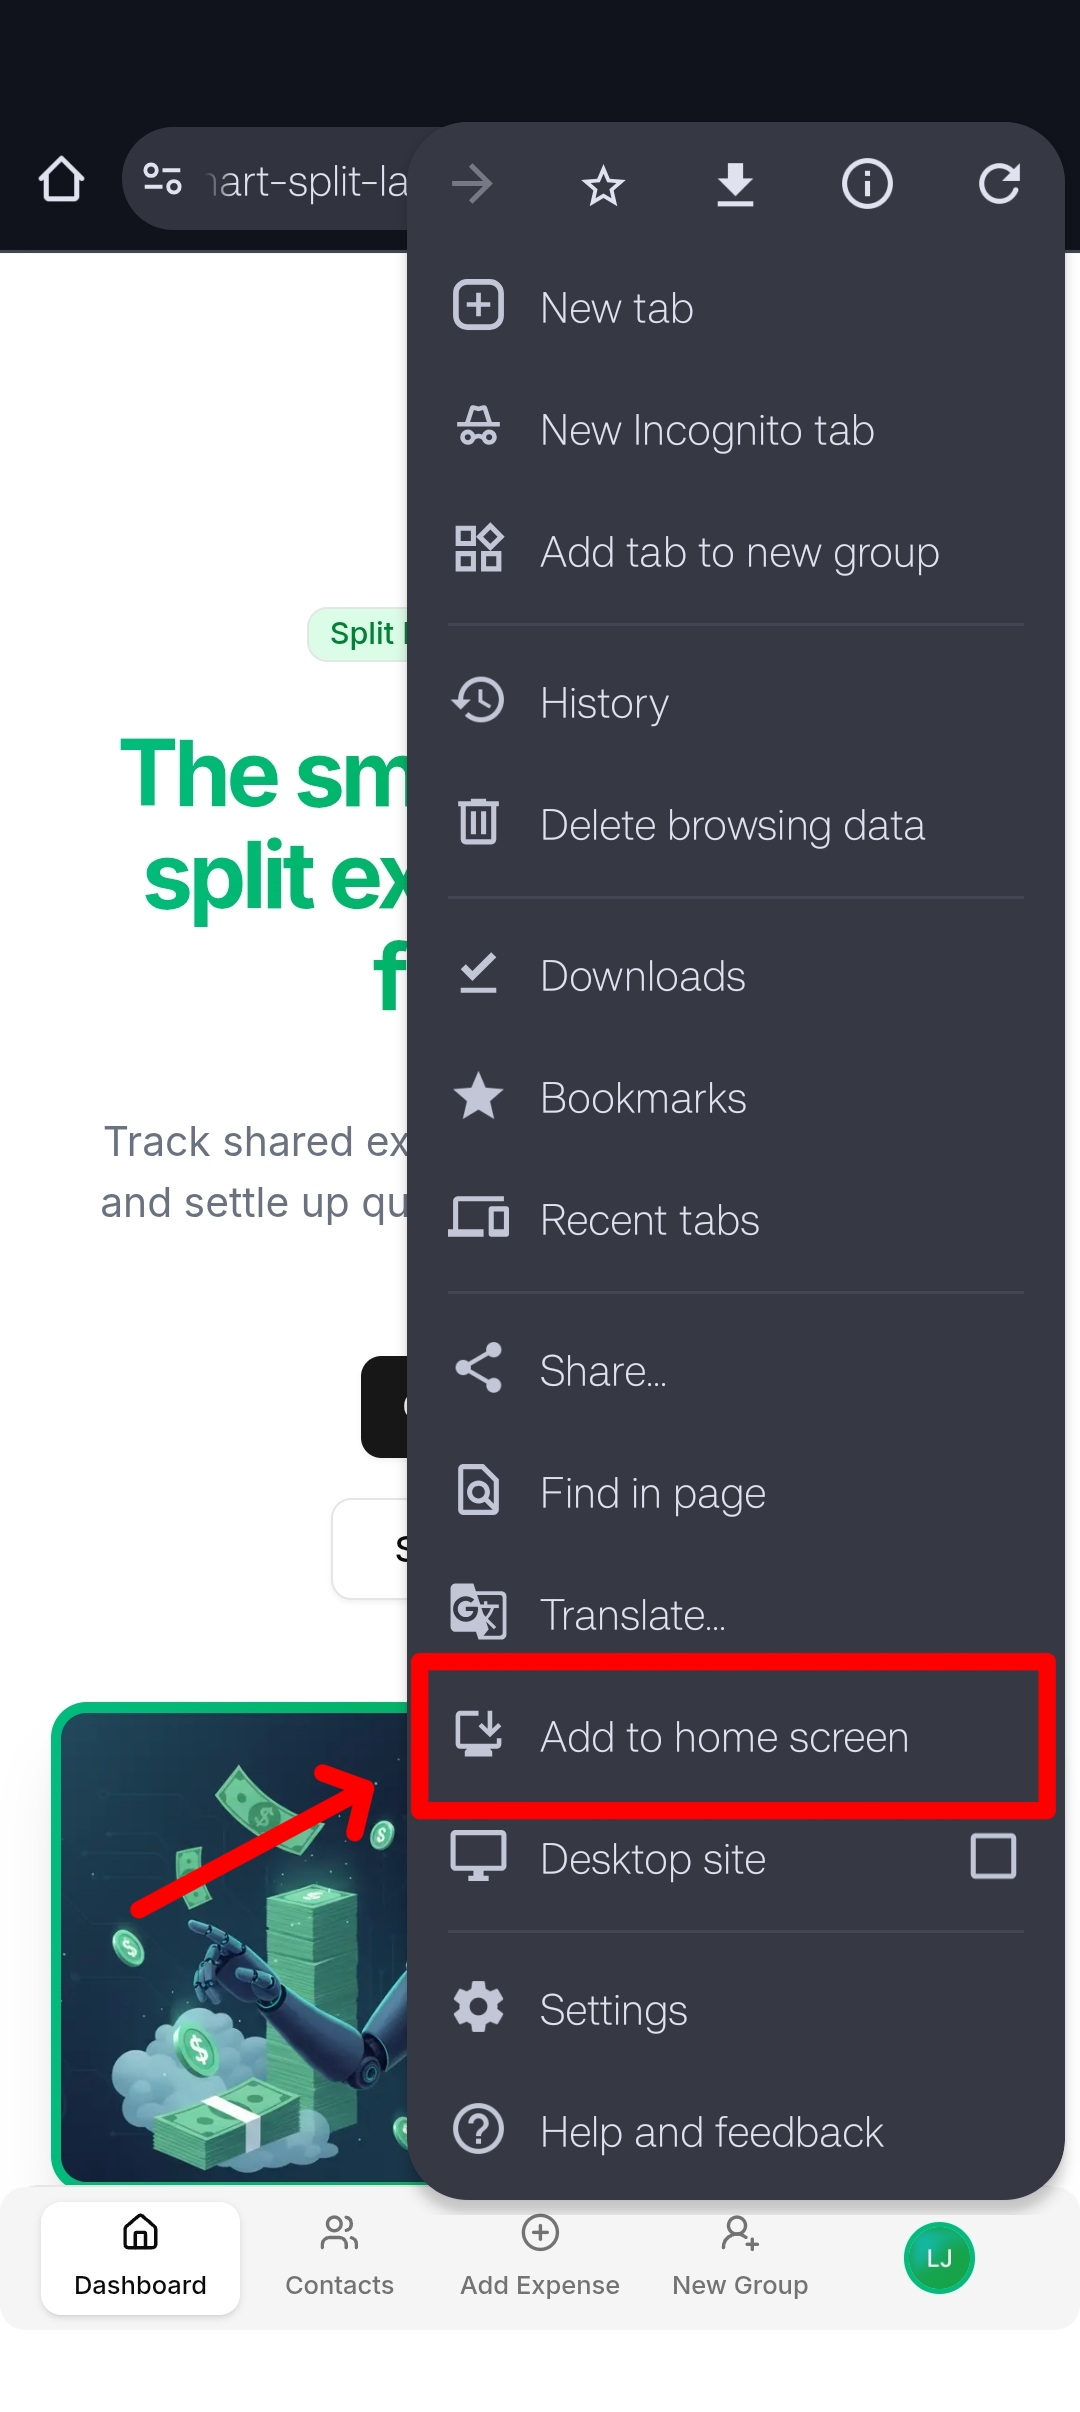 art-split-la
New tab
New Incognito tab
Add tab to new group
History
Delete browsing data
Downloads
Bookmarks
Recent tabs
Share...
Find in page
Translate...
Add to home screen
Desktop site
Settings
Help and feedback
Split
The sm
split ex
f
Track shared ex
and settle up qu
S
Dashboard
Contacts
Add Expense
New Group
LJ